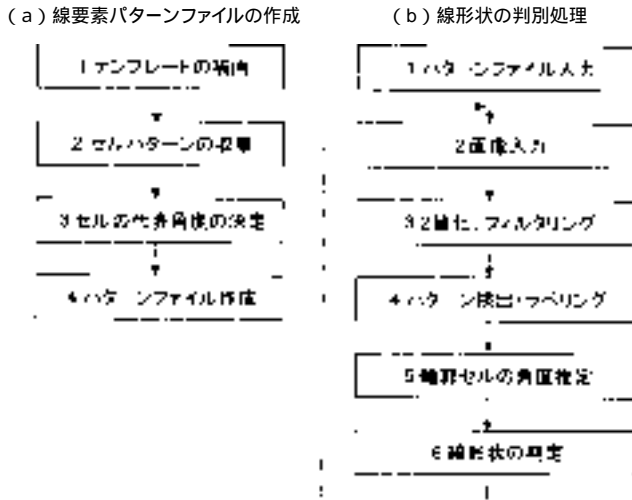 (a)線要素パターンファイルの作成
(b)線形状の判別処理
1 テンプレートの
2 セルパターンの収集
3 セルの代表角度の決定
4 パターンファイル作成
1 パターンファイル入力
2 画像入力
3 2値化、フィルタリング
4 パターン検出・ラベリング
5 輪郭セルの角度推定
6 線形状の判定